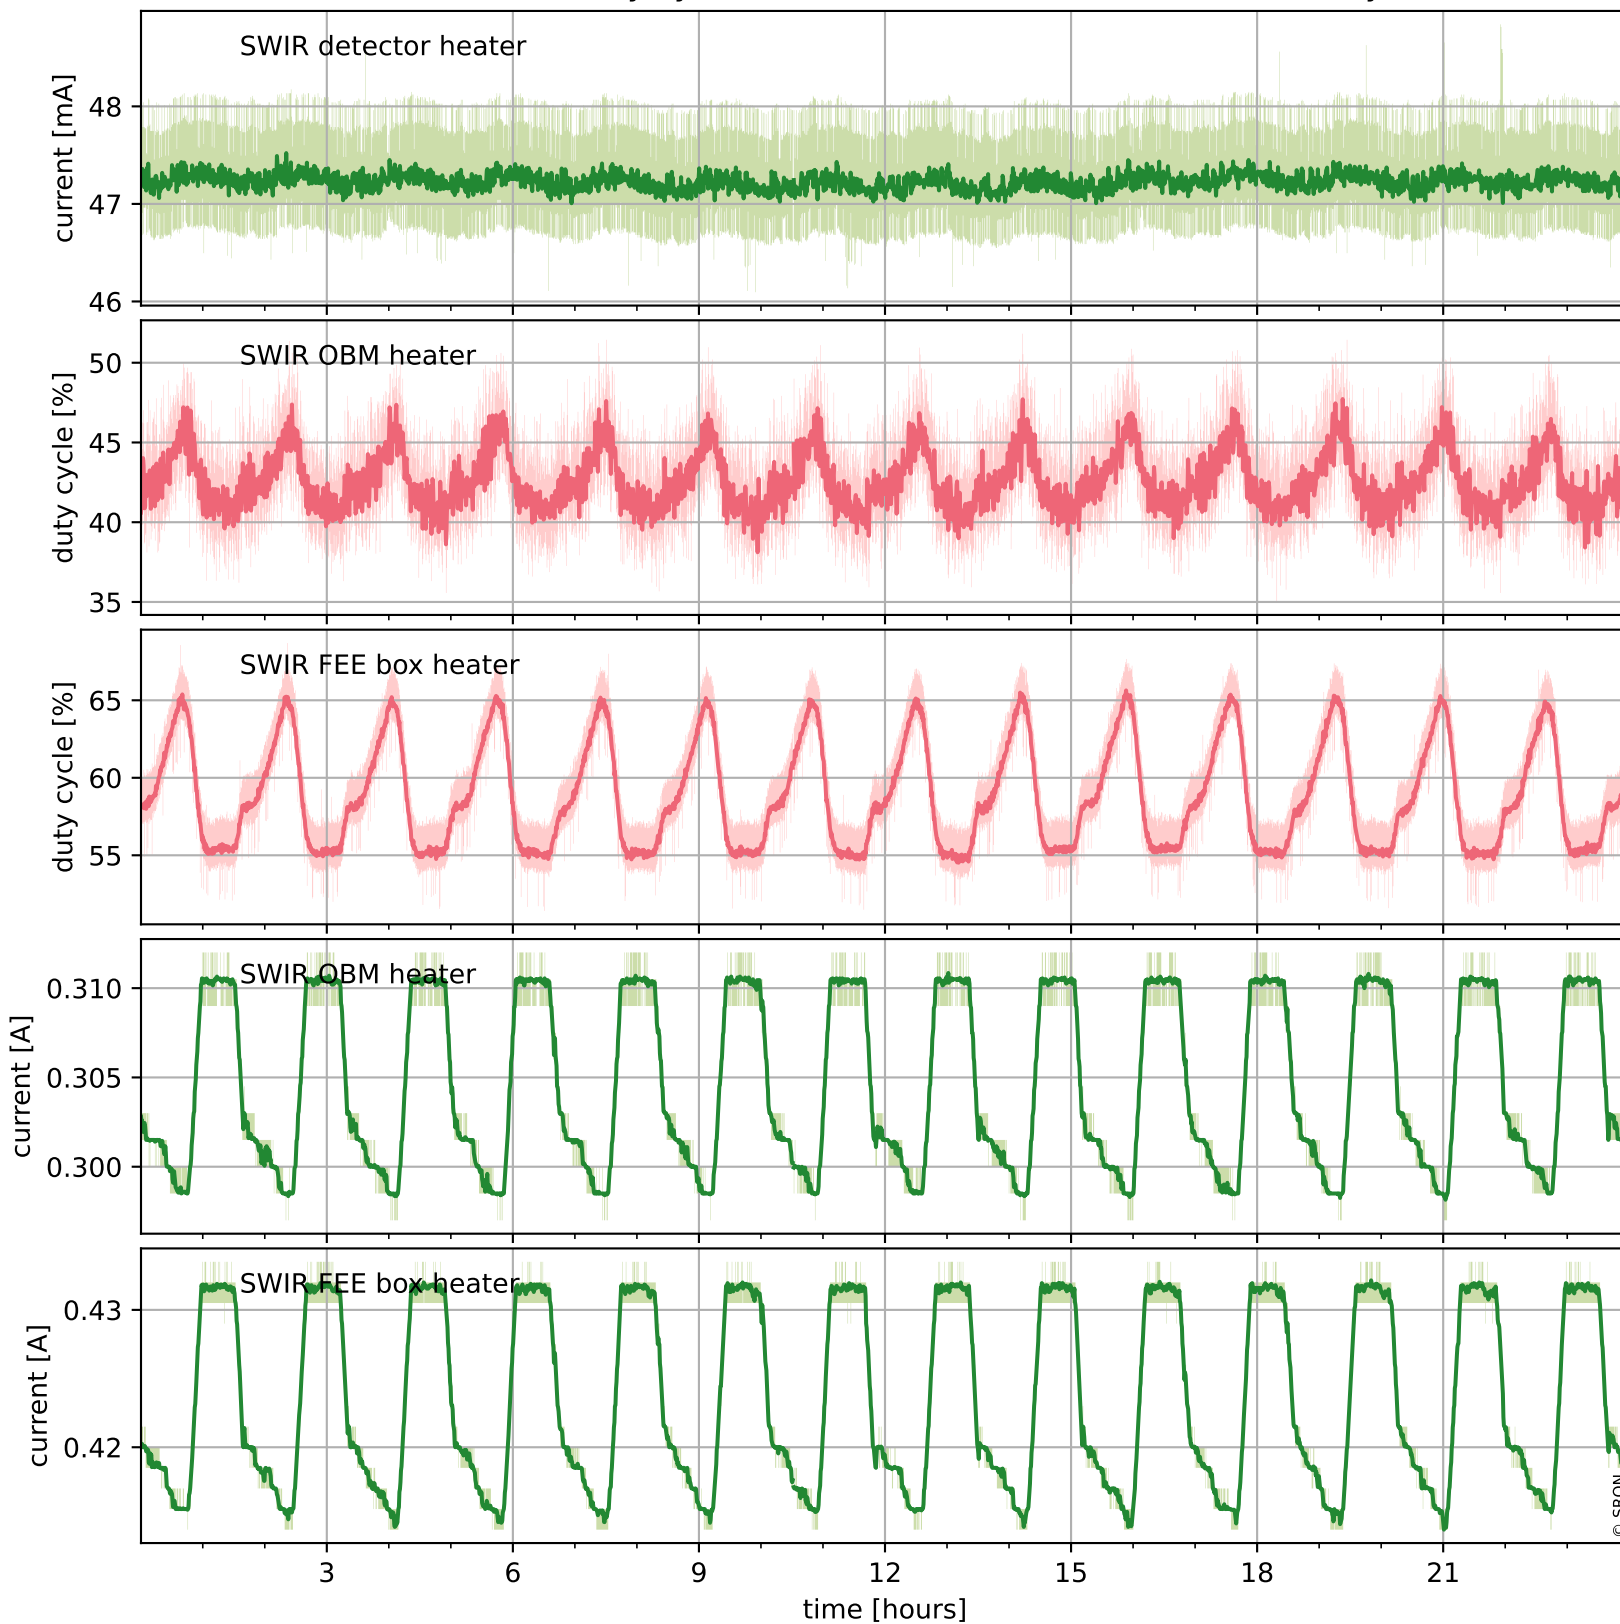 SWIR detector heater
current [mA]
48
47
46
SWIR OBM heater
duty cycle [%]
50
45
40
35
SWIR FEE box heater
duty cycle [%]
65
60
55
SWIR OBM heater
current [A]
0.310
0.305
0.300
SWIR FEE box heater
current [A]
0.43
0.42
3 6 9 12 15 18 21
time [hours]
© SRON